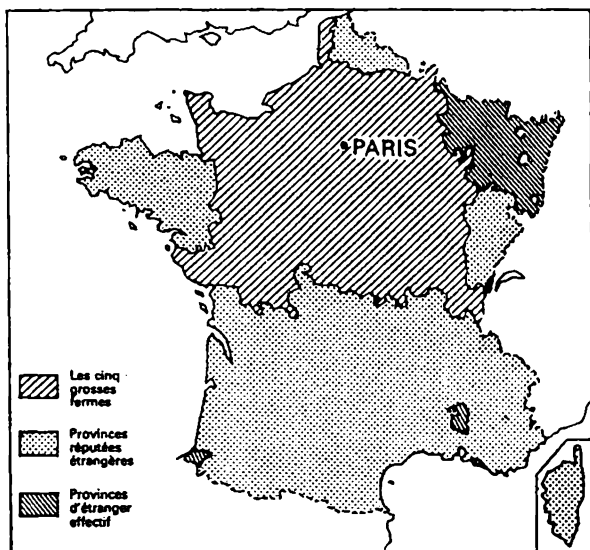 PARIS
Les cinq
grosses
fermes
Provinces
réputées
étrangères
Provinces
d'étranger
effectif